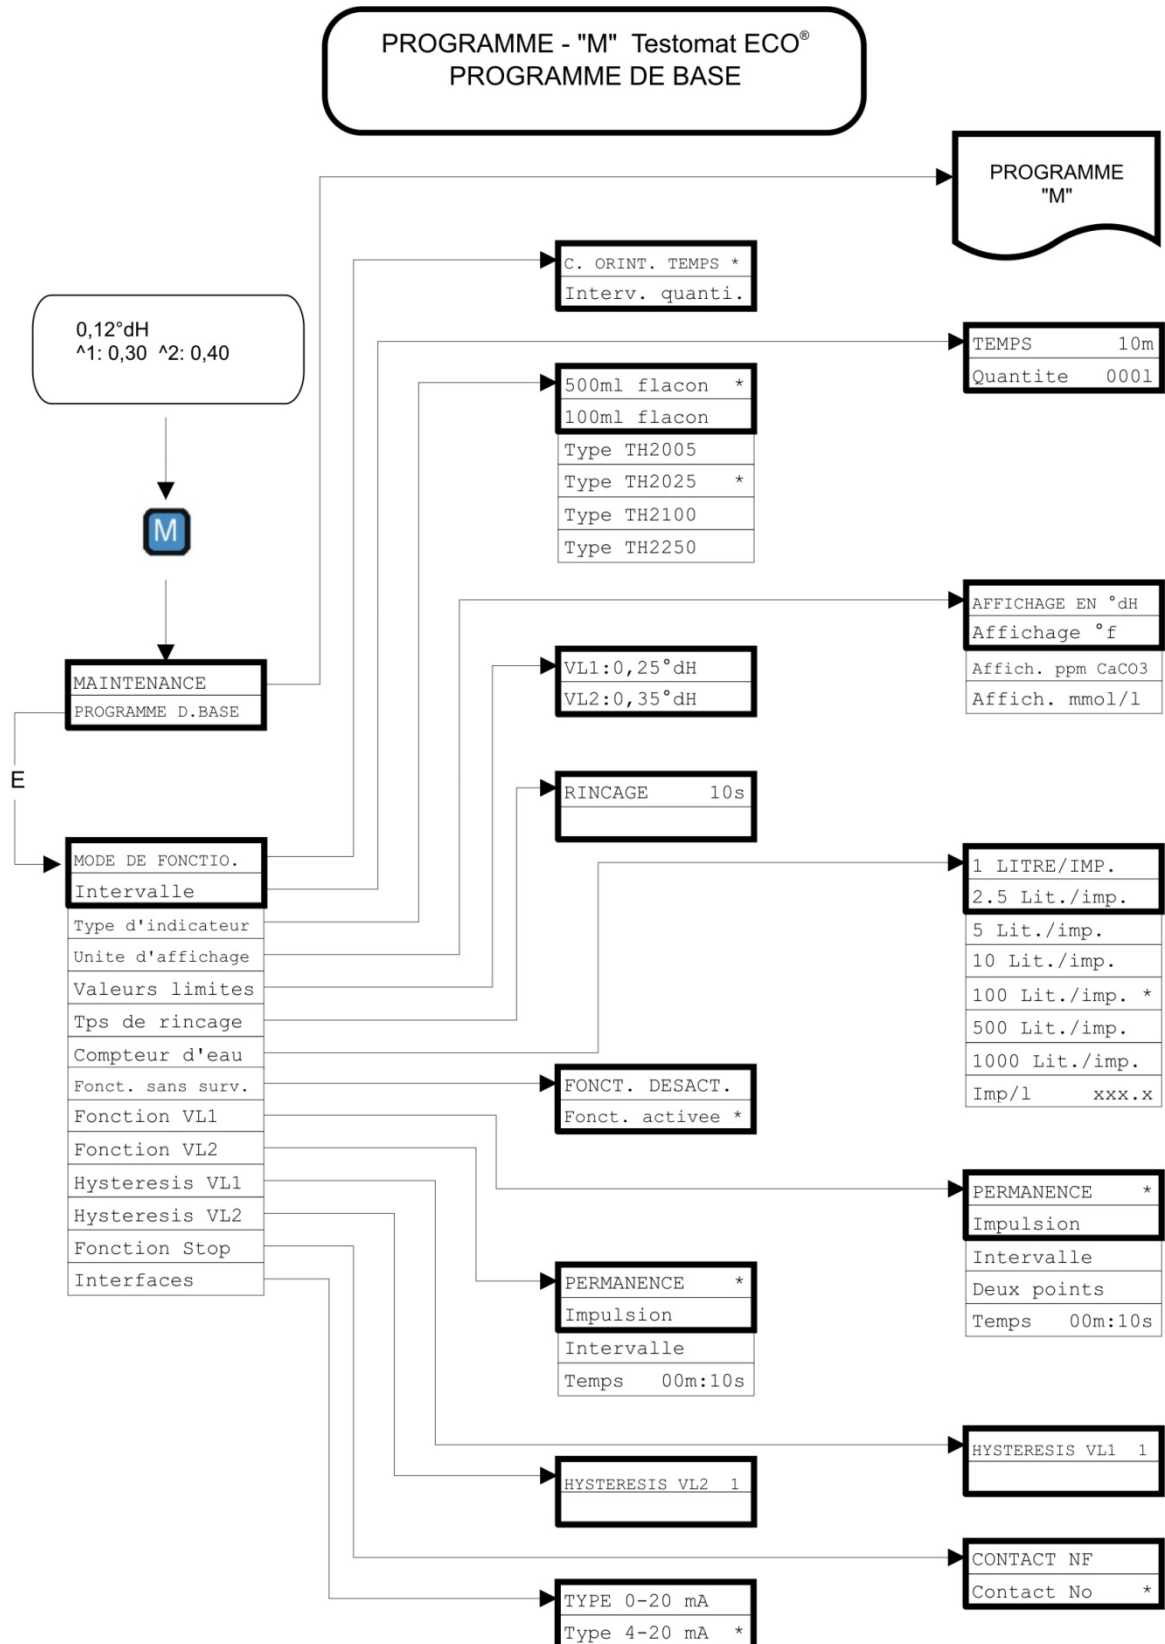 PROGRAMME - "M" Testomat ECO®
PROGRAMME DE BASE
PROGRAMME
"M"
C. ORINT. TEMPS *
Interv. quanti.
0,12°dH
^1: 0,30 ^2: 0,40
TEMPS 10m
Quantite 000l
500ml flacon *
100ml flacon
Type TH2005
Type TH2025 *
Type TH2100
Type TH2250
M
AFFICHAGE EN °dH
Affichage °f
Affich. ppm CaCO3
Affich. mmol/l
MAINTENANCE
PROGRAMME D.BASE
VL1:0,25°dH
VL2:0,35°dH
E
RINCAGE 10s
MODE DE FONCTIO.
Intervalle
Type d'indicateur
Unite d'affichage
Valeurs limites
Tps de rincage
Compteur d'eau
Fonct. sans surv.
Fonction VL1
Fonction VL2
Hysteresis VL1
Hysteresis VL2
Fonction Stop
Interfaces
1 LITRE/IMP.
2.5 Lit./imp.
5 Lit./imp.
10 Lit./imp.
100 Lit./imp. *
500 Lit./imp.
1000 Lit./imp.
Imp/l xxx.x
FONCT. DESACT.
Fonct. activee *
PERMANENCE *
Impulsion
Intervalle
Deux points
Temps 00m:10s
PERMANENCE *
Impulsion
Intervalle
Temps 00m:10s
HYSTERESIS VL1 1
HYSTERESIS VL2 1
CONTACT NF
Contact No *
TYPE 0-20 mA
Type 4-20 mA *